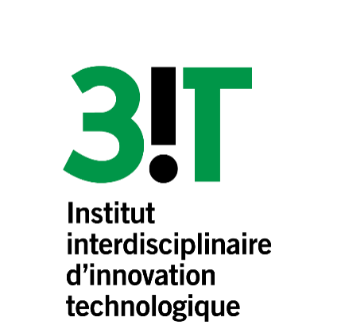 3!T
Institut
interdisciplinaire
d'innovation
technologique